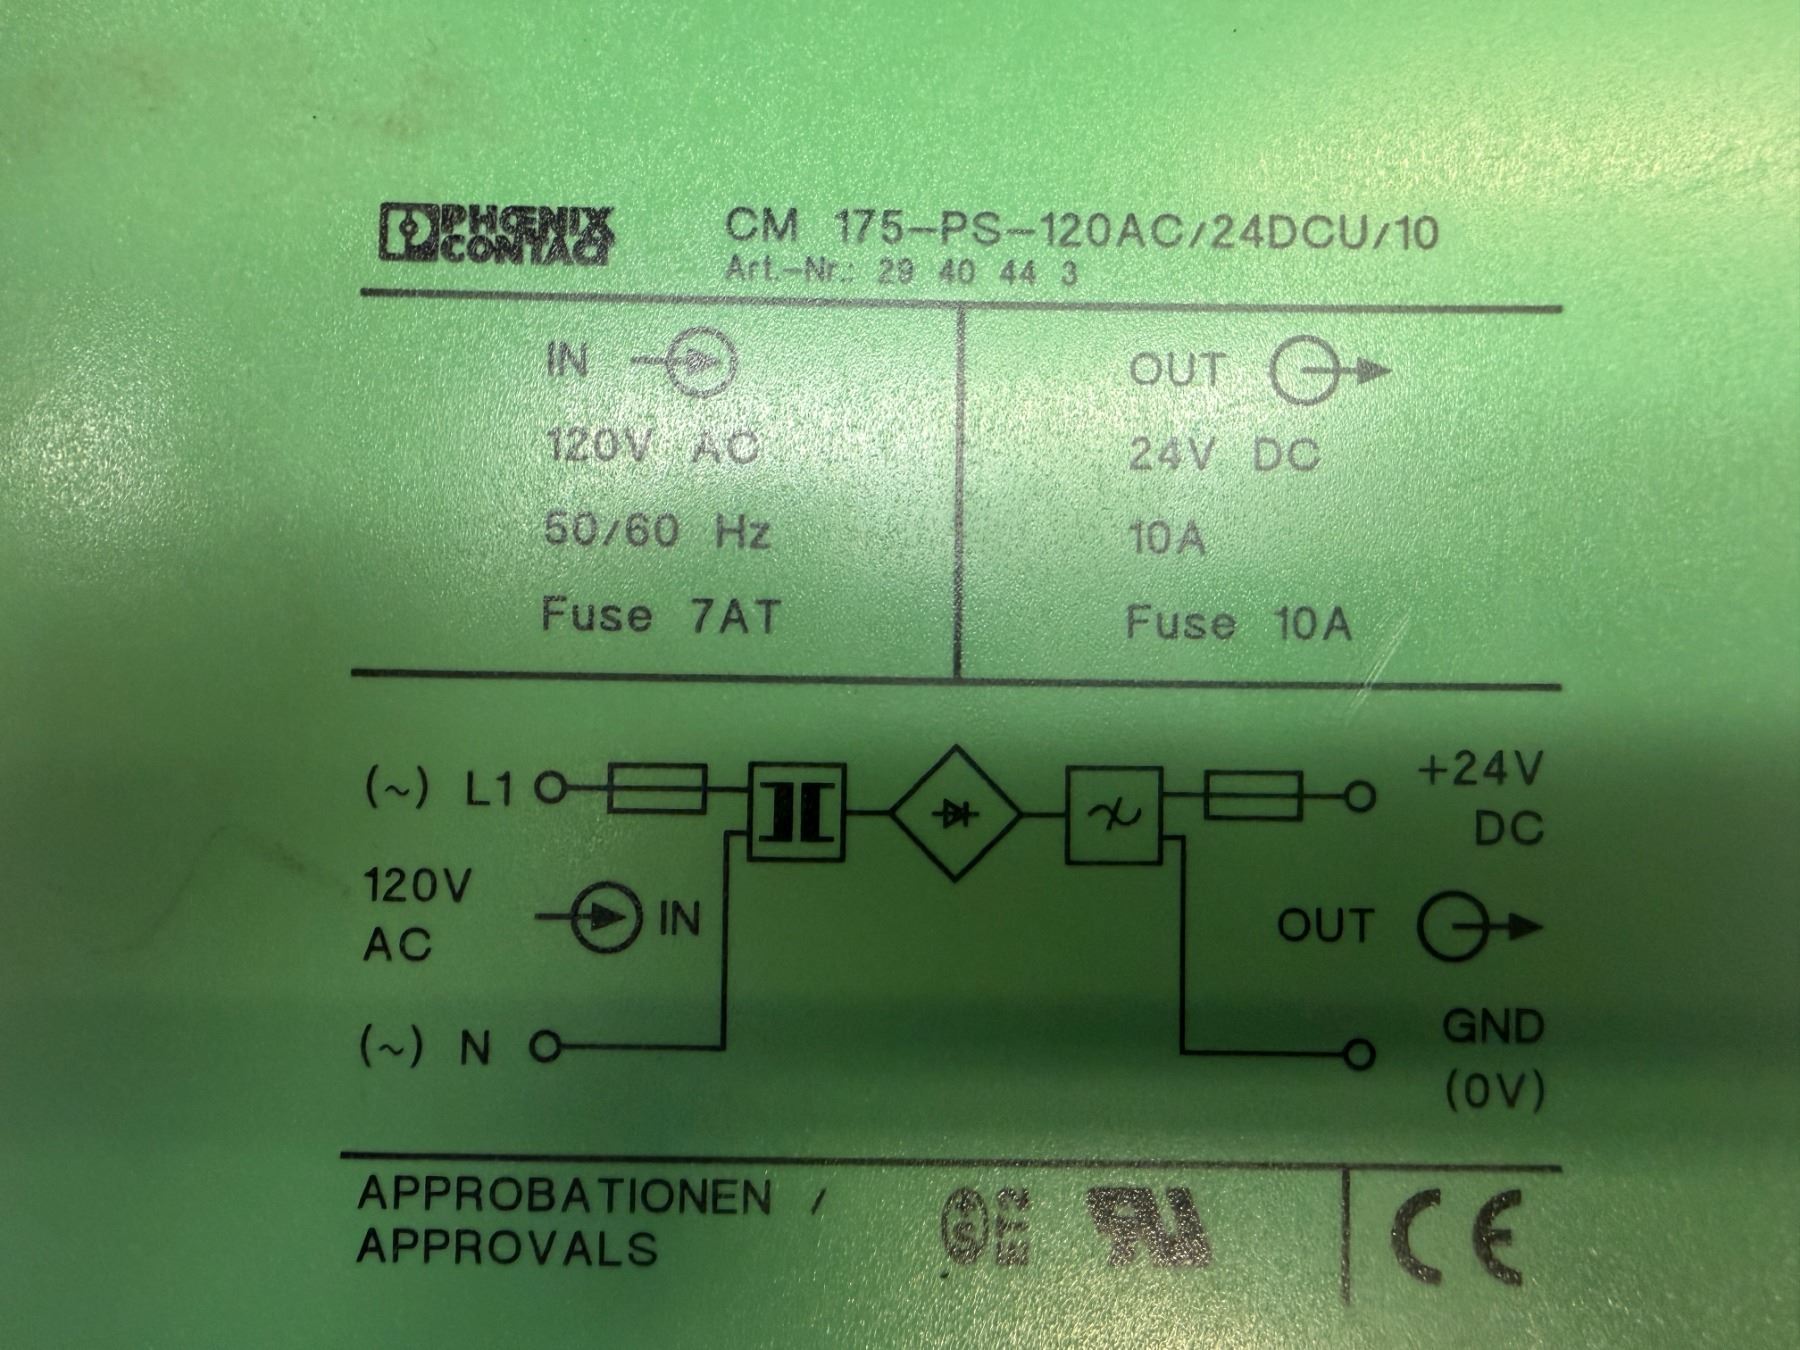 PHŒNIX
CONTACT
CM 175-PS-120AC/24DCU/10
Art.-Nr.: 29 40 44 3
IN
120V AC
50/60 Hz
Fuse 7AT
OUT
24V DC
10A
Fuse 10A
(~) L1
+24V
DC
120V
AC
IN
OUT
(~) N
GND
(0V)
APPROBATIONEN /
APPROVALS
CE